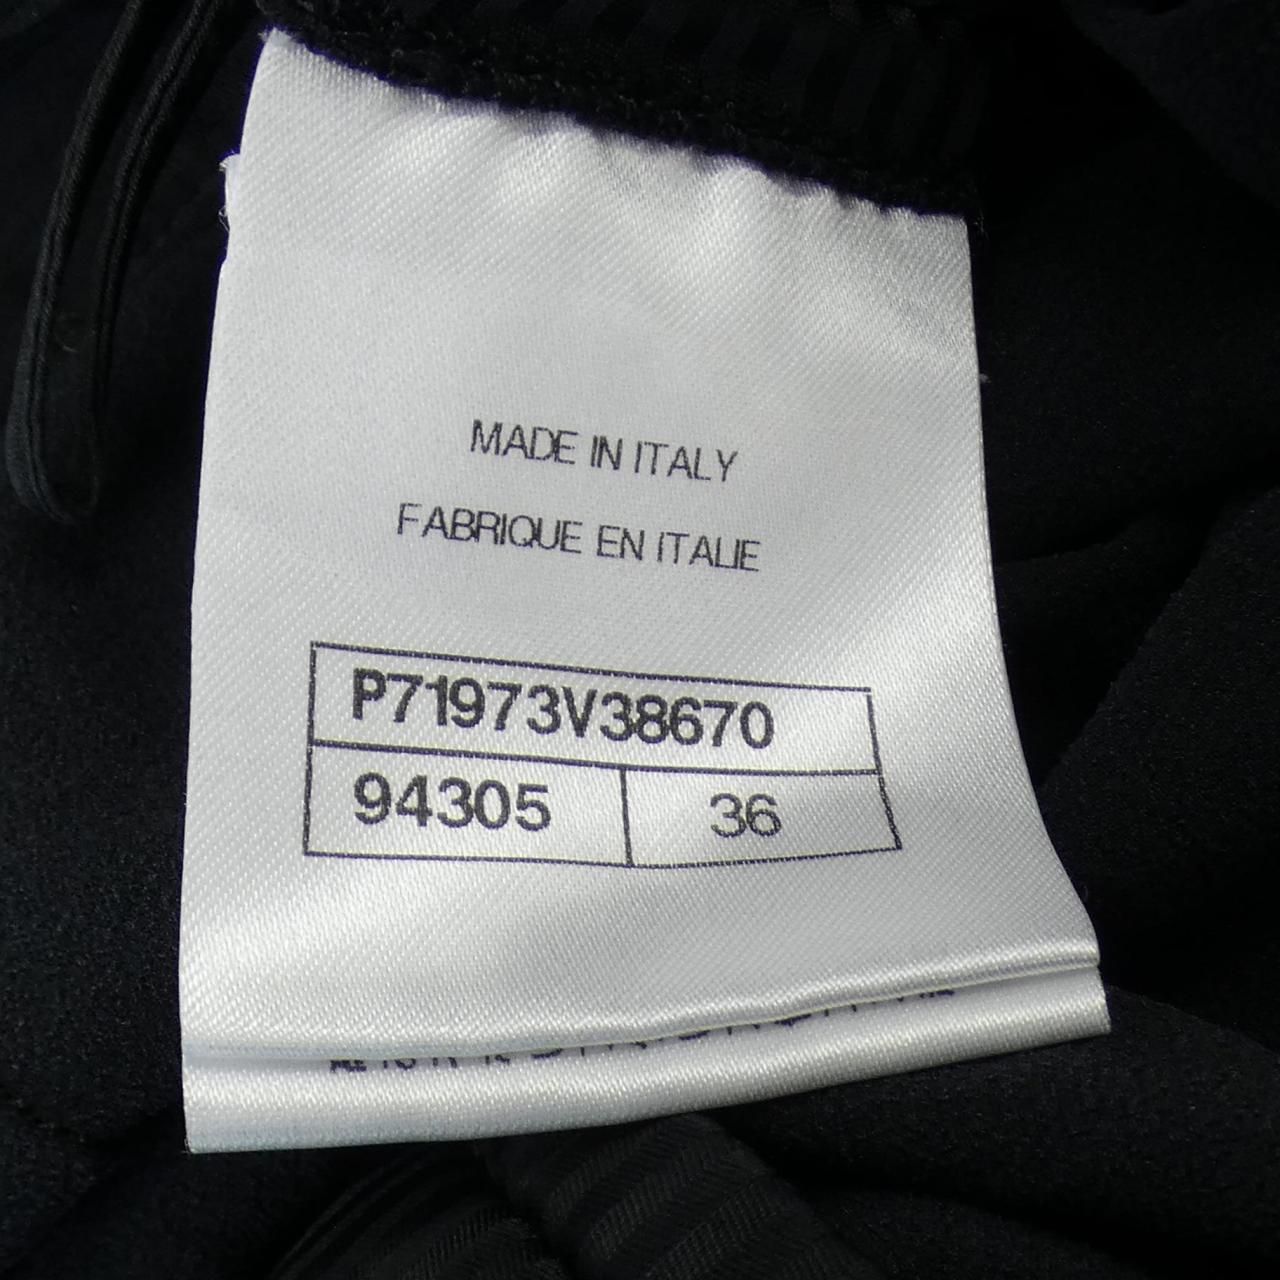 MADE IN ITALY
FABRIQUE EN ITALIE
P71973V38670
94305 36